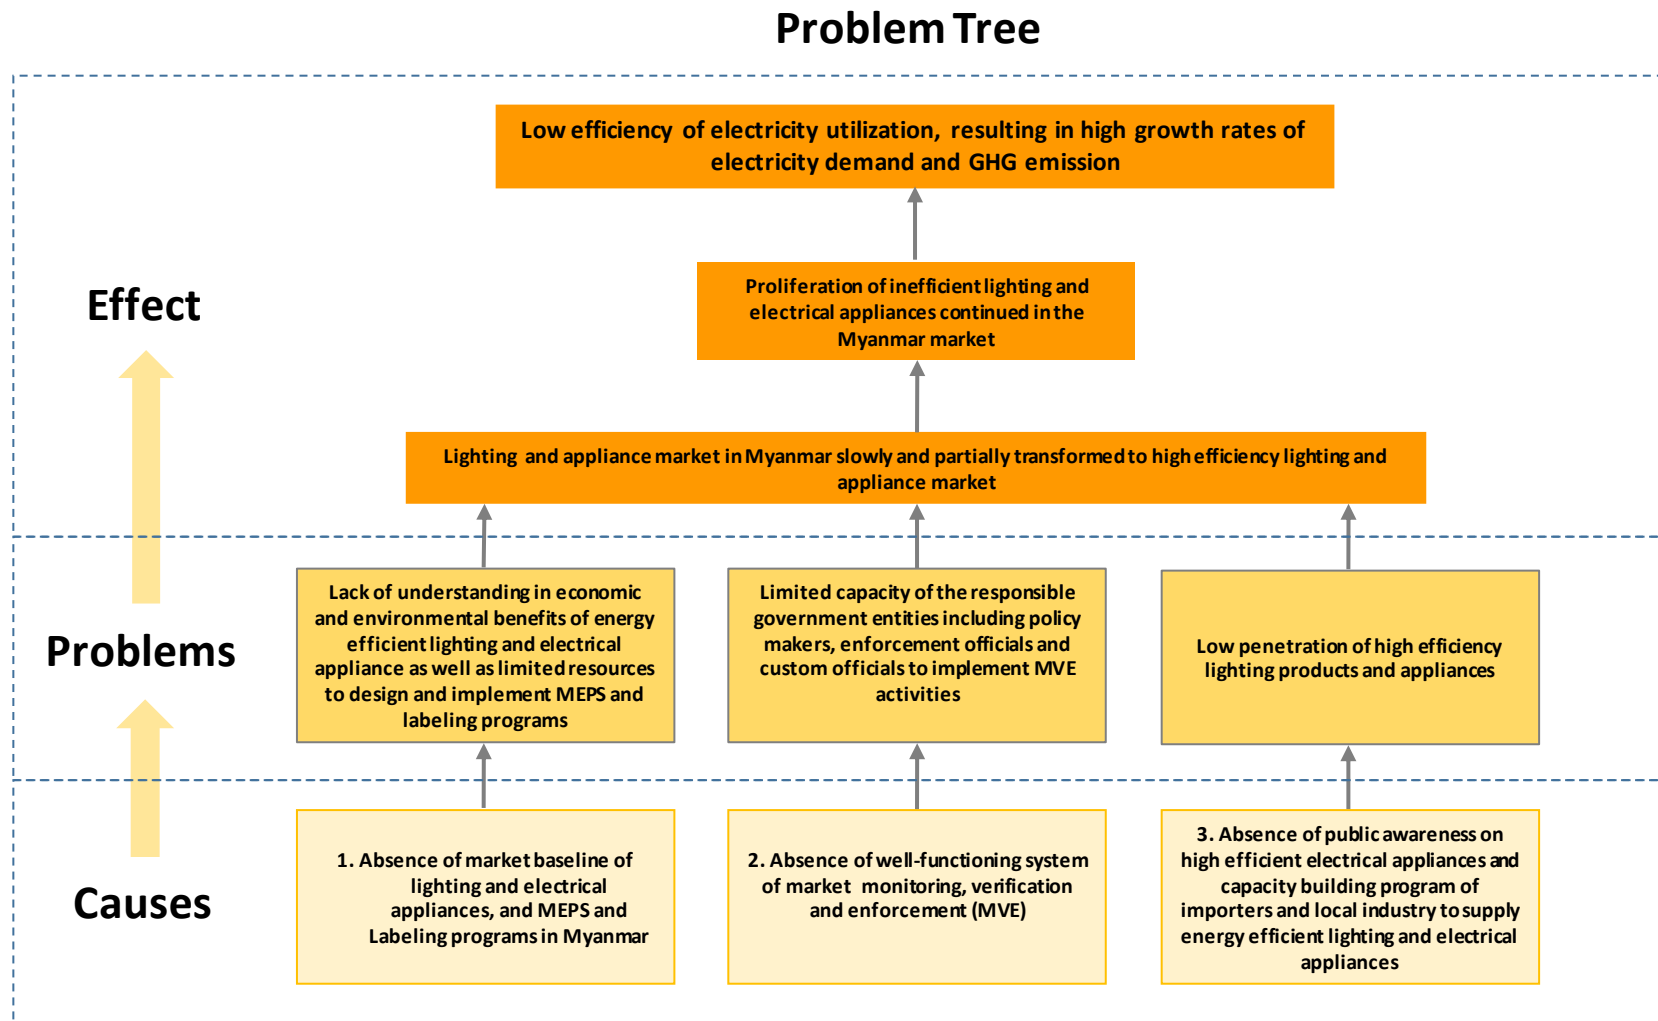 Problem Tree
Low efficiency of electricity utilization, resulting in high growth rates of
electricity demand and GHG emission
Effect
Proliferation of inefficient lighting and
electrical appliances continued in the
Myanmar market
Lighting and appliance market in Myanmar slowly and partially transformed to high efficiency lighting and
appliance market
Problems
Lack of understanding in economic
and environmental benefits of energy
efficient lighting and electrical
appliance as well as limited resources
to design and implement MEPS and
labeling programs
Limited capacity of the responsible
government entities including policy
makers, enforcement officials and
custom officials to implement MVE
activities
Low penetration of high efficiency
lighting products and appliances
Causes
1. Absence of market baseline of
lighting and electrical
appliances, and MEPS and
Labeling programs in Myanmar
2. Absence of well-functioning system
of market monitoring, verification
and enforcement (MVE)
3. Absence of public awareness on
high efficient electrical appliances and
capacity building program of
importers and local industry to supply
energy efficient lighting and electrical
appliances